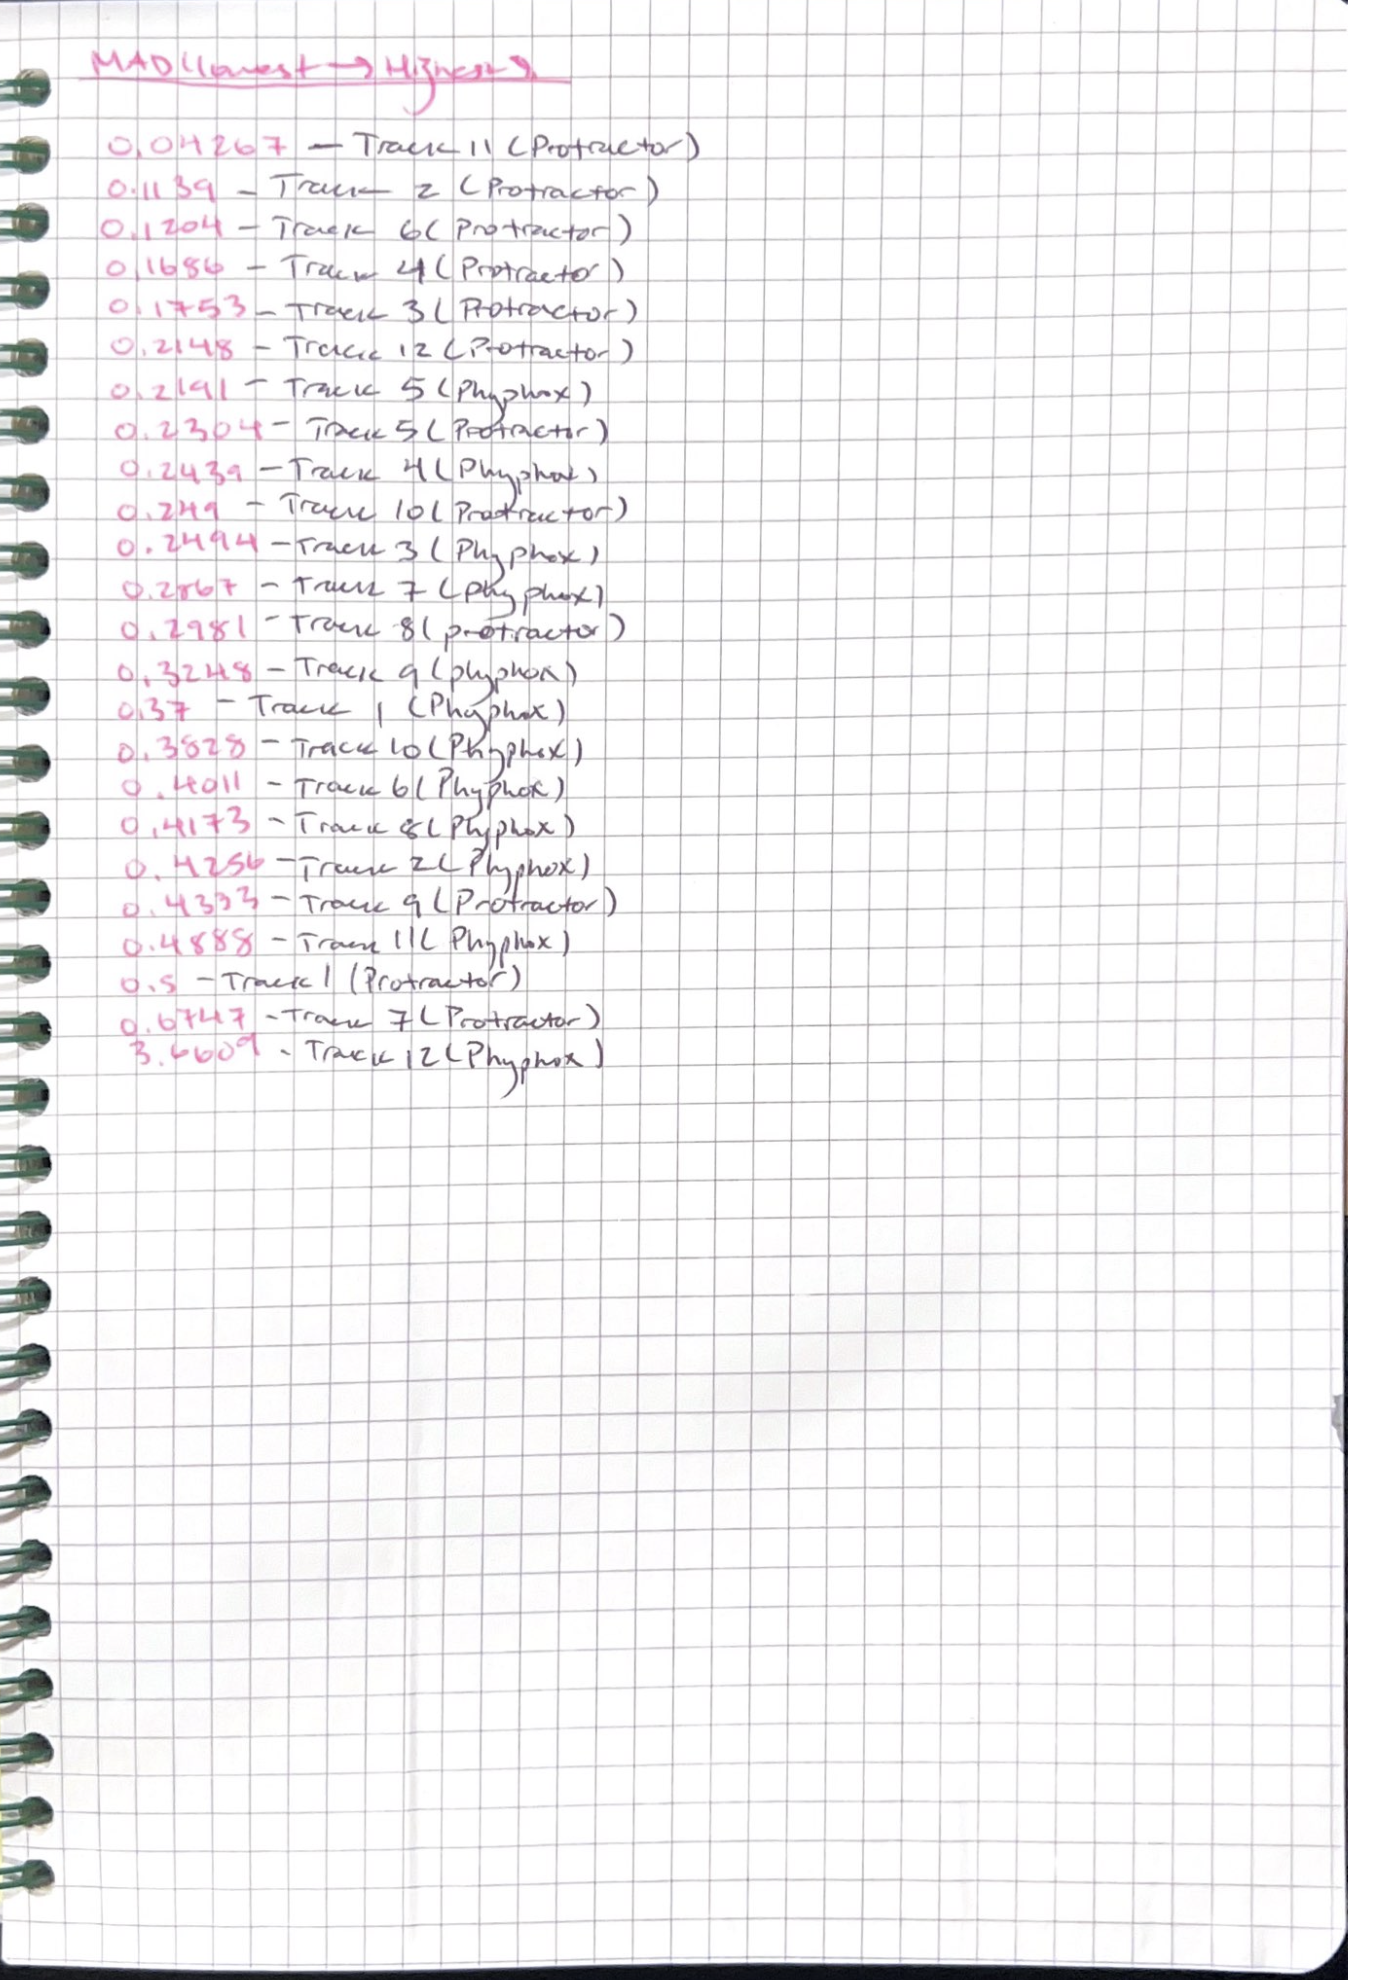 MAD (lowest → Highest)
0.04267 - Track 11 (Protractor)
0.1139 - Track 2 (Protractor)
0.1204 - Track 6 (Protractor)
0.1686 - Track 4 (Protractor)
0.1753 - Track 3 (Protractor)
0.2148 - Track 12 (Protractor)
0.2191 - Track 5 (Phyphox)
0.2304 - Track 5 (Protractor)
0.2439 - Track 4 (Phyphox)
0.249 - Track 10 (Protractor)
0.2494 - Track 3 (Phyphox)
0.2867 - Track 7 (Phyphox)
0.2981 - Track 8 (protractor)
0.3248 - Track 9 (phyphox)
0.37 - Track 1 (Phyphox)
0.3828 - Track 10 (Phyphox)
0.4011 - Track 6 (Phyphox)
0.4173 - Track 8 (Phyphox)
0.4256 - Track 2 (Phyphox)
0.4333 - Track 9 (Protractor)
0.4888 - Track 11 (Phyphox)
0.5 - Track 1 (Protractor)
0.6747 - Track 7 (Protractor)
3.6609 - Track 12 (Phyphox)